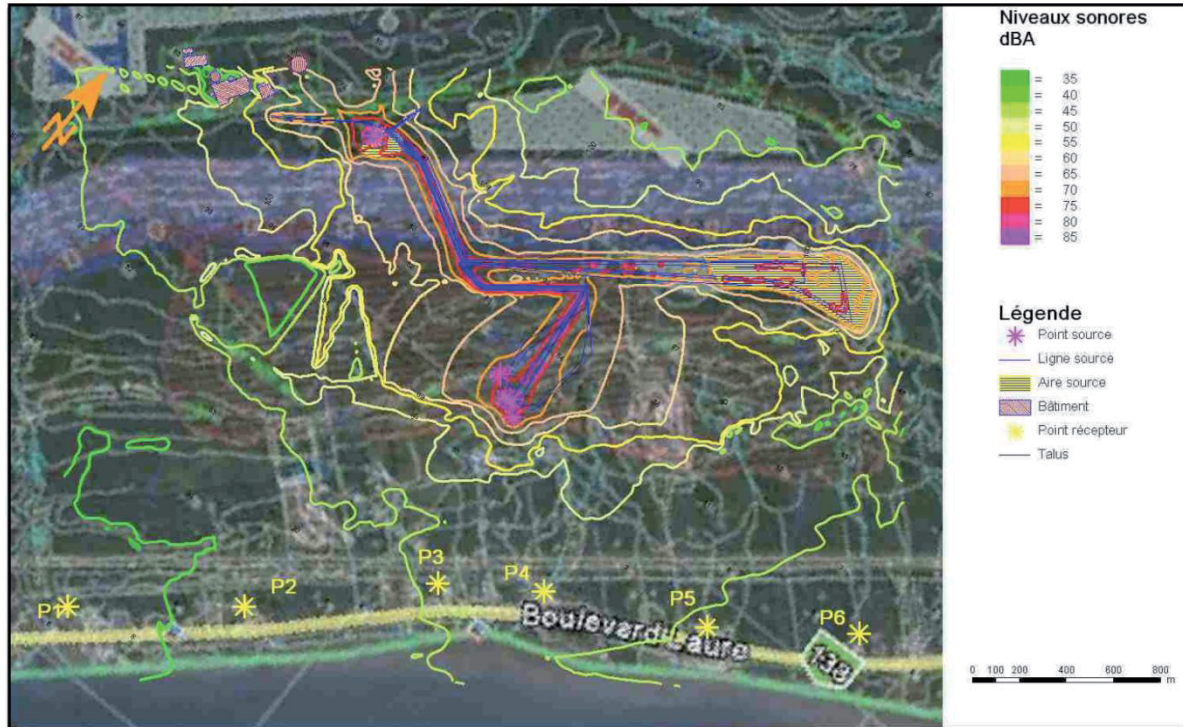 Niveaux sonores
dBA
= 35
= 40
= 45
= 50
= 55
= 60
= 65
= 70
= 75
= 80
= 85
Légende
Point source
Ligne source
Aire source
Bâtiment
Point récepteur
Talus
P1
P2
P3
P4
P5
P6
Boulevard Laure
138
0 100 200 400 600 800
m